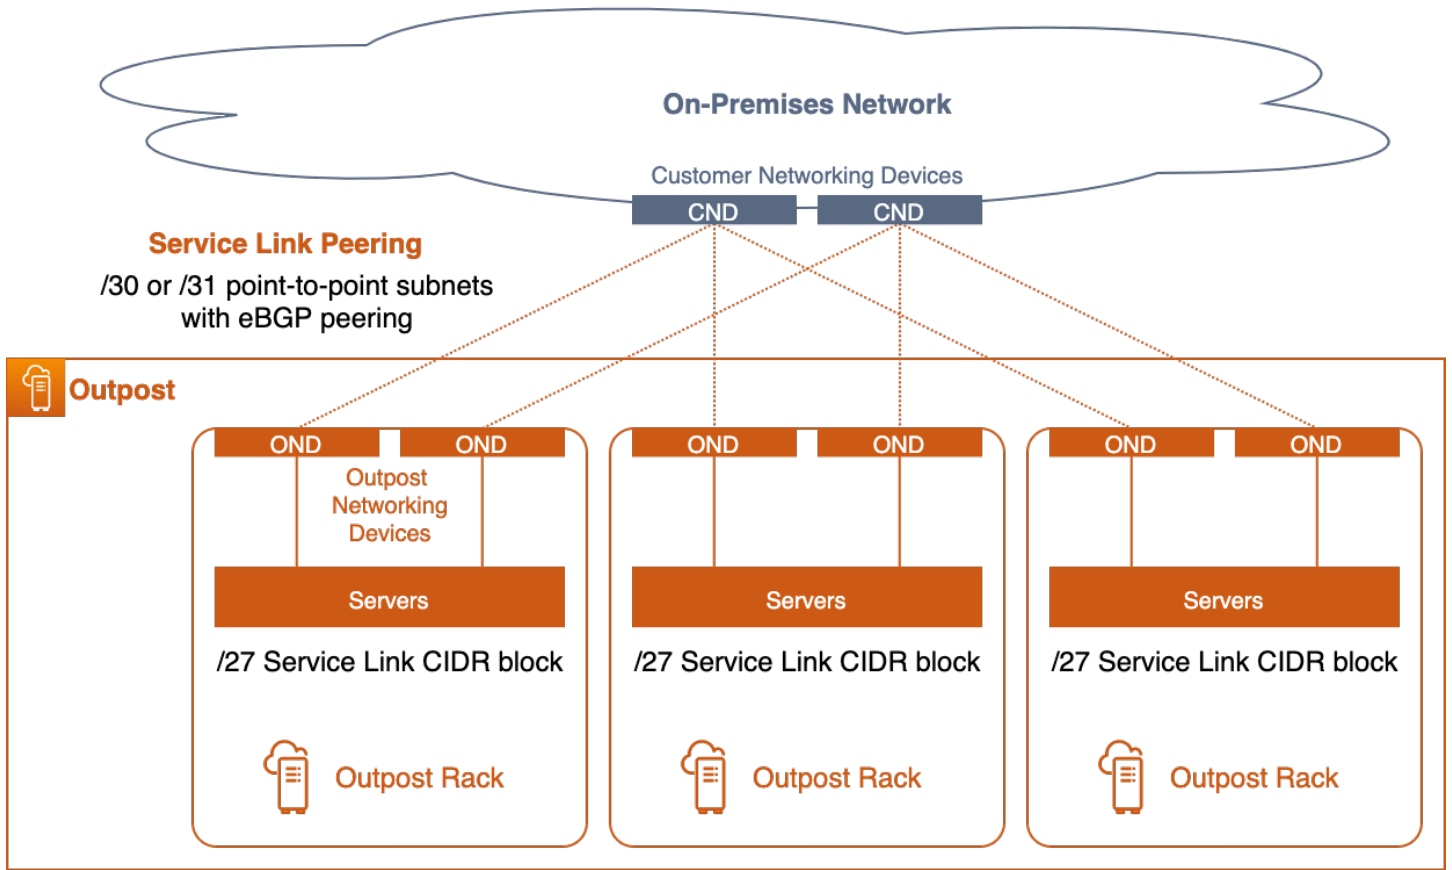 On-Premises Network
Customer Networking Devices
CND CND
Service Link Peering
/30 or /31 point-to-point subnets
with eBGP peering
Outpost
OND OND OND OND OND OND
Outpost
Networking
Devices
Servers Servers Servers
/27 Service Link CIDR block /27 Service Link CIDR block /27 Service Link CIDR block
Outpost Rack Outpost Rack Outpost Rack